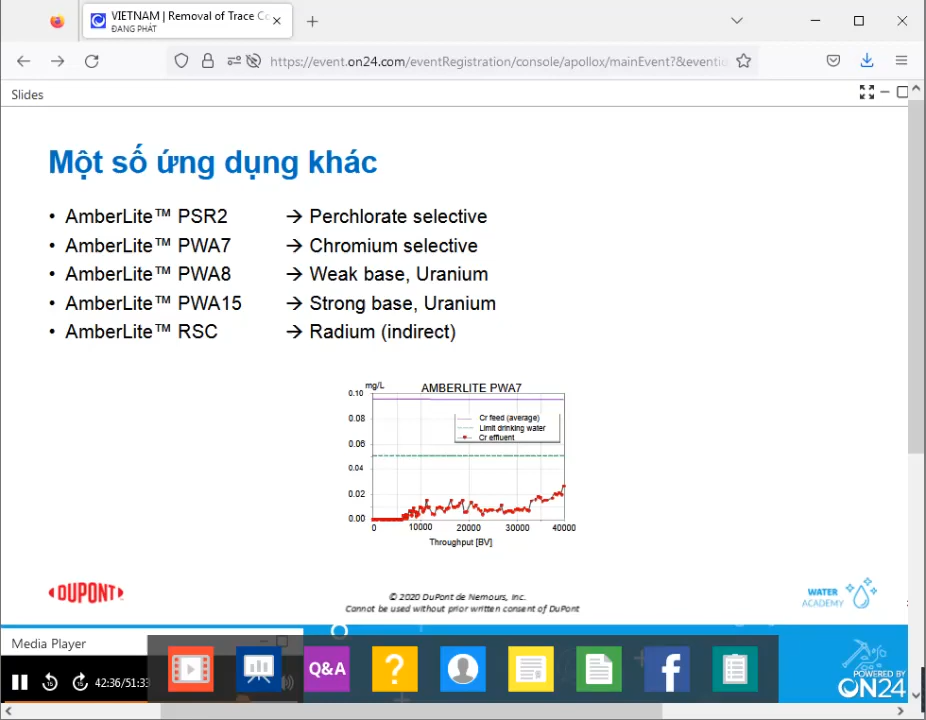 VIETNAM | Removal of Trace Co
ĐANG PHÁT
https://event.on24.com/eventRegistration/console/apollox/mainEvent?&eventid
Slides
Một số ứng dụng khác
• AmberLite™ PSR2 → Perchlorate selective
• AmberLite™ PWA7 → Chromium selective
• AmberLite™ PWA8 → Weak base, Uranium
• AmberLite™ PWA15 → Strong base, Uranium
• AmberLite™ RSC → Radium (indirect)
mg/L
AMBERLITE PWA7
0.10
0.08
0.06
0.04
0.02
0.00
Cr feed (average)
Limit drinking water
Cr effluent
0 10000 20000 30000 40000
Throughput [BV]
DUPONT
© 2020 DuPont de Nemours, Inc.
Cannot be used without prior written consent of DuPont
WATER
ACADEMY
Media Player
15 15 42:36/51:33
Q&A
?
f
POWERED BY
ON24